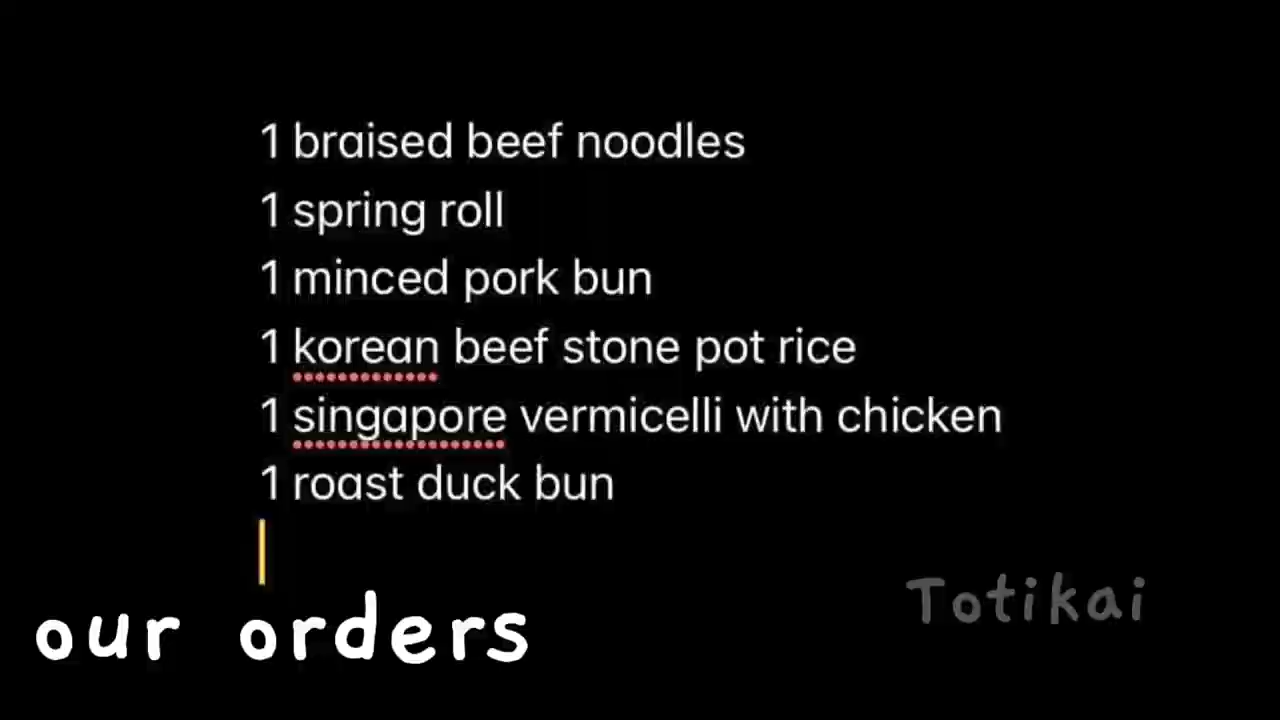 1 braised beef noodles
1 spring roll
1 minced pork bun
1 korean beef stone pot rice
1 singapore vermicelli with chicken
1 roast duck bun
our orders
Totikai